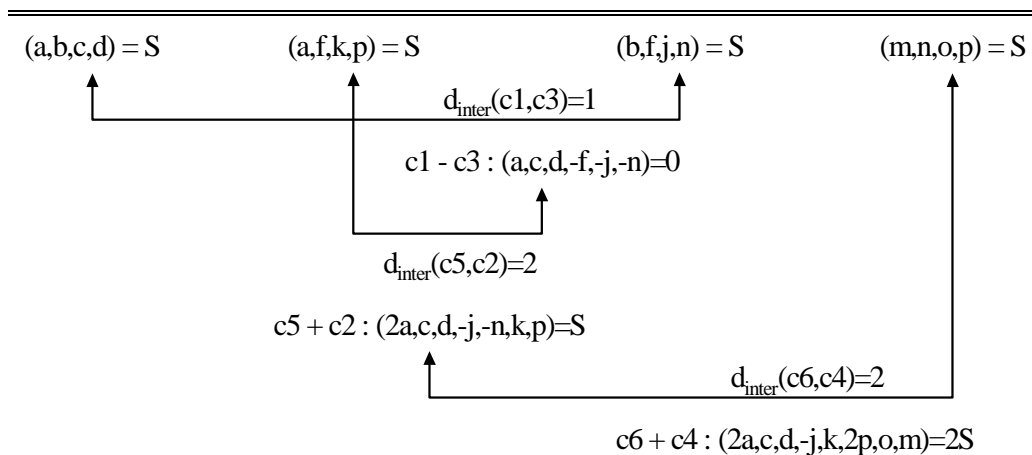 (a,b,c,d) = S (a,f,k,p) = S (b,f,j,n) = S (m,n,o,p) = S
d_inter(c1,c3)=1
c1 - c3 : (a,c,d,-f,-j,-n)=0
d_inter(c5,c2)=2
c5 + c2 : (2a,c,d,-j,-n,k,p)=S
d_inter(c6,c4)=2
c6 + c4 : (2a,c,d,-j,k,2p,o,m)=2S